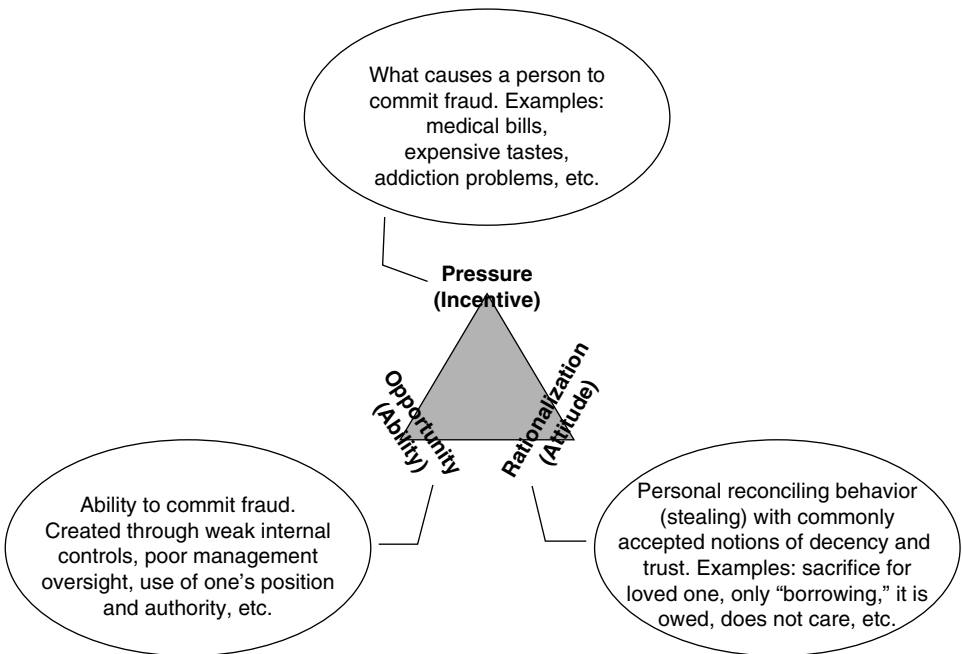 What causes a person to
commit fraud. Examples:
medical bills,
expensive tastes,
addiction problems, etc.
Pressure
(Incentive)
Opportunity
(Ability)
Rationalization
(Attitude)
Ability to commit fraud.
Created through weak internal
controls, poor management
oversight, use of one’s position
and authority, etc.
Personal reconciling behavior
(stealing) with commonly
accepted notions of decency and
trust. Examples: sacrifice for
loved one, only “borrowing,” it is
owed, does not care, etc.